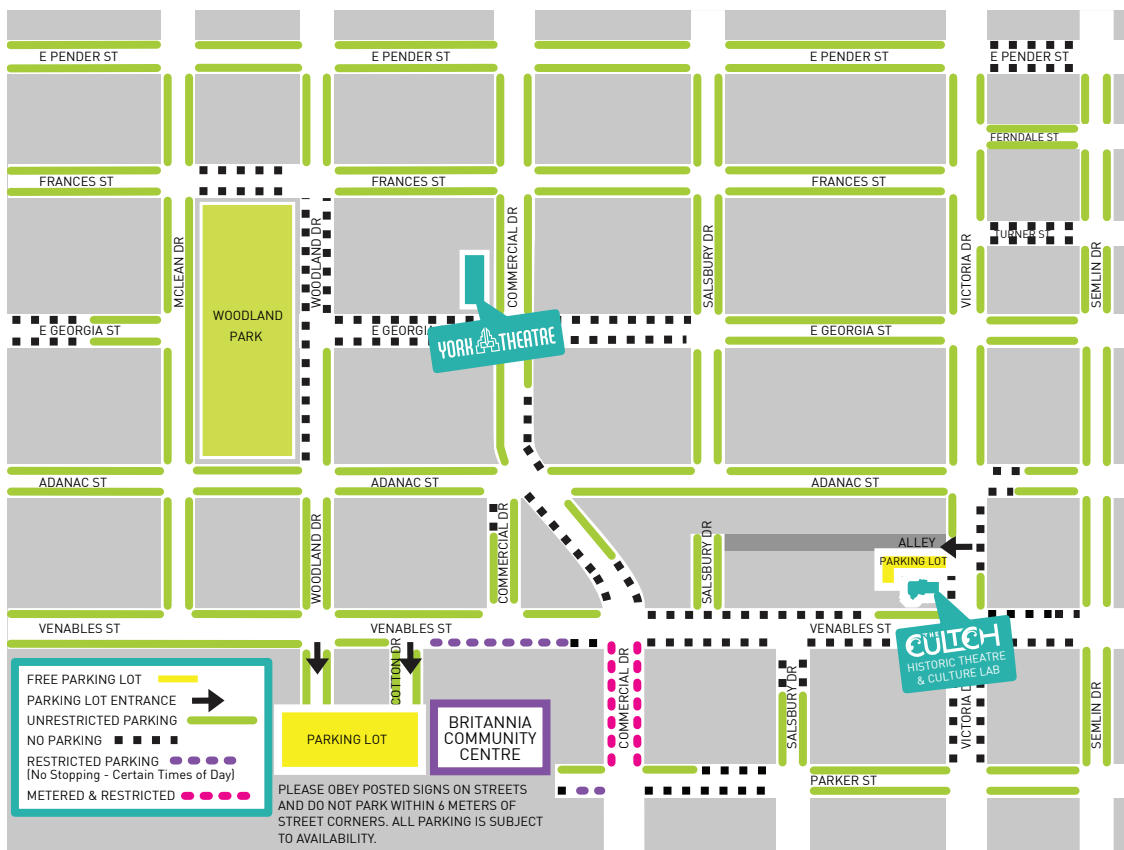 E PENDER ST
E PENDER ST
E PENDER ST
E PENDER ST
FERNDALE ST
FRANCES ST
FRANCES ST
FRANCES ST
TURNER ST
MCLEAN DR
WOODLAND DR
COMMERCIAL DR
SALSBURY DR
VICTORIA DR
SEMLIN DR
WOODLAND
PARK
E GEORGIA ST
E GEORGIA
E GEORGIA ST
YORK THEATRE
ADANAC ST
ADANAC ST
ADANAC ST
WOODLAND DR
COMMERCIAL DR
SALSBURY DR
ALLEY
PARKING LOT
VENABLES ST
VENABLES ST
VENABLES ST
THE
CULTCH
HISTORIC THEATRE
& CULTURE LAB
COTTON DR
COMMERCIAL DR
SALSBURY DR
VICTORIA D
SEMLIN DR
FREE PARKING LOT
PARKING LOT ENTRANCE
UNRESTRICTED PARKING
NO PARKING
RESTRICTED PARKING
(No Stopping - Certain Times of Day)
METERED & RESTRICTED
PARKING LOT
BRITANNIA
COMMUNITY
CENTRE
PARKER ST
PLEASE OBEY POSTED SIGNS ON STREETS
AND DO NOT PARK WITHIN 6 METERS OF
STREET CORNERS. ALL PARKING IS SUBJECT
TO AVAILABILITY.